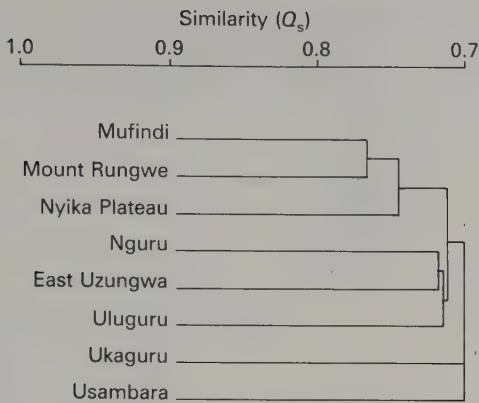 Similarity (Qs)
1.0 0.9 0.8 0.7
Mufindi
Mount Rungwe
Nyika Plateau
Nguru
East Uzungwa
Uluguru
Ukaguru
Usambara